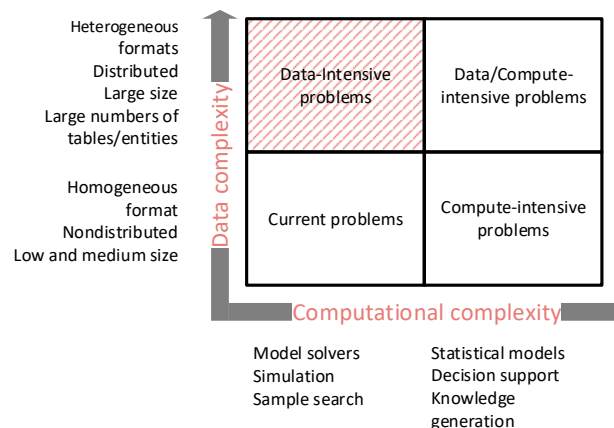 Heterogeneous
formats
Distributed
Large size
Large numbers of
tables/entities
Homogeneous
format
Nondistributed
Low and medium size
Data complexity
Data-Intensive
problems
Data/Compute-
intensive problems
Current problems
Compute-intensive
problems
Computational complexity
Model solvers
Simulation
Sample search
Statistical models
Decision support
Knowledge
generation